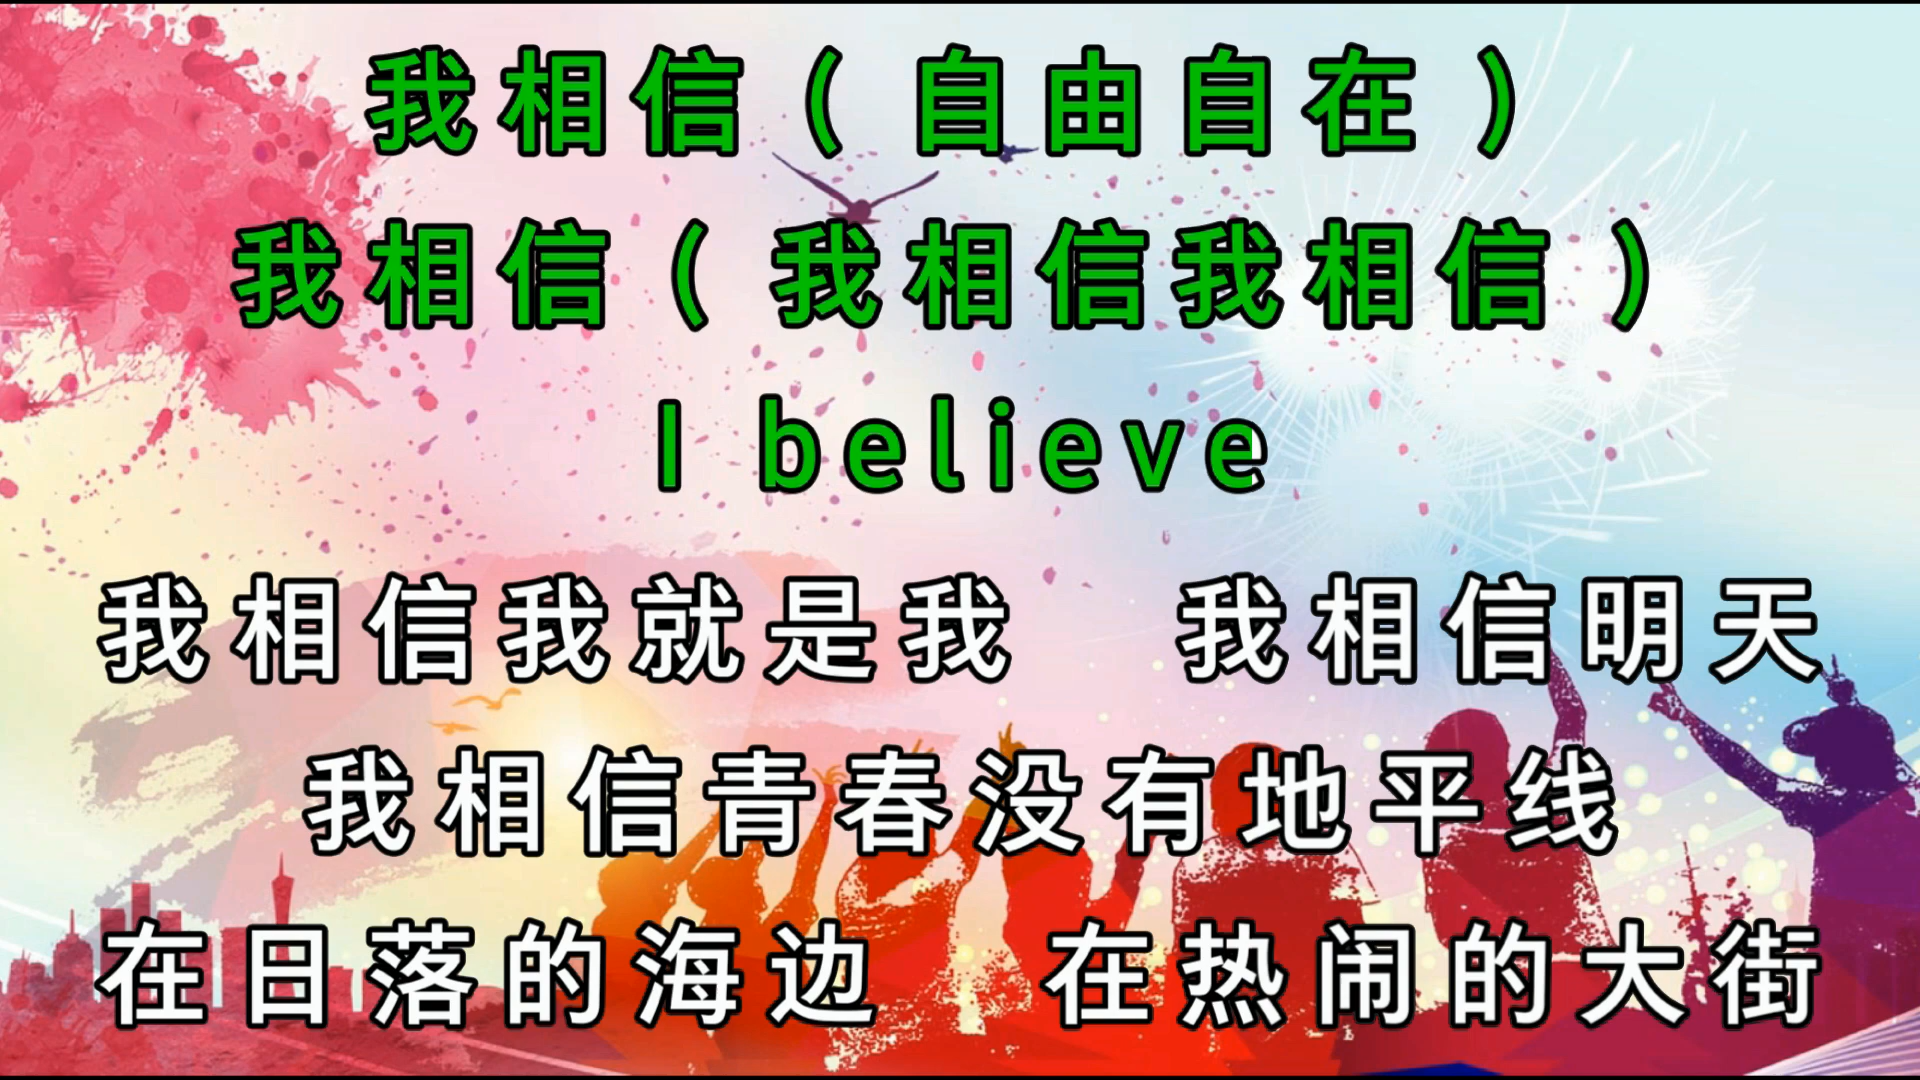 我相信（自由自在）
我相信（我相信我相信）
I believe
我相信我就是我　我相信明天
我相信青春没有地平线
在日落的海边　在热闹的大街